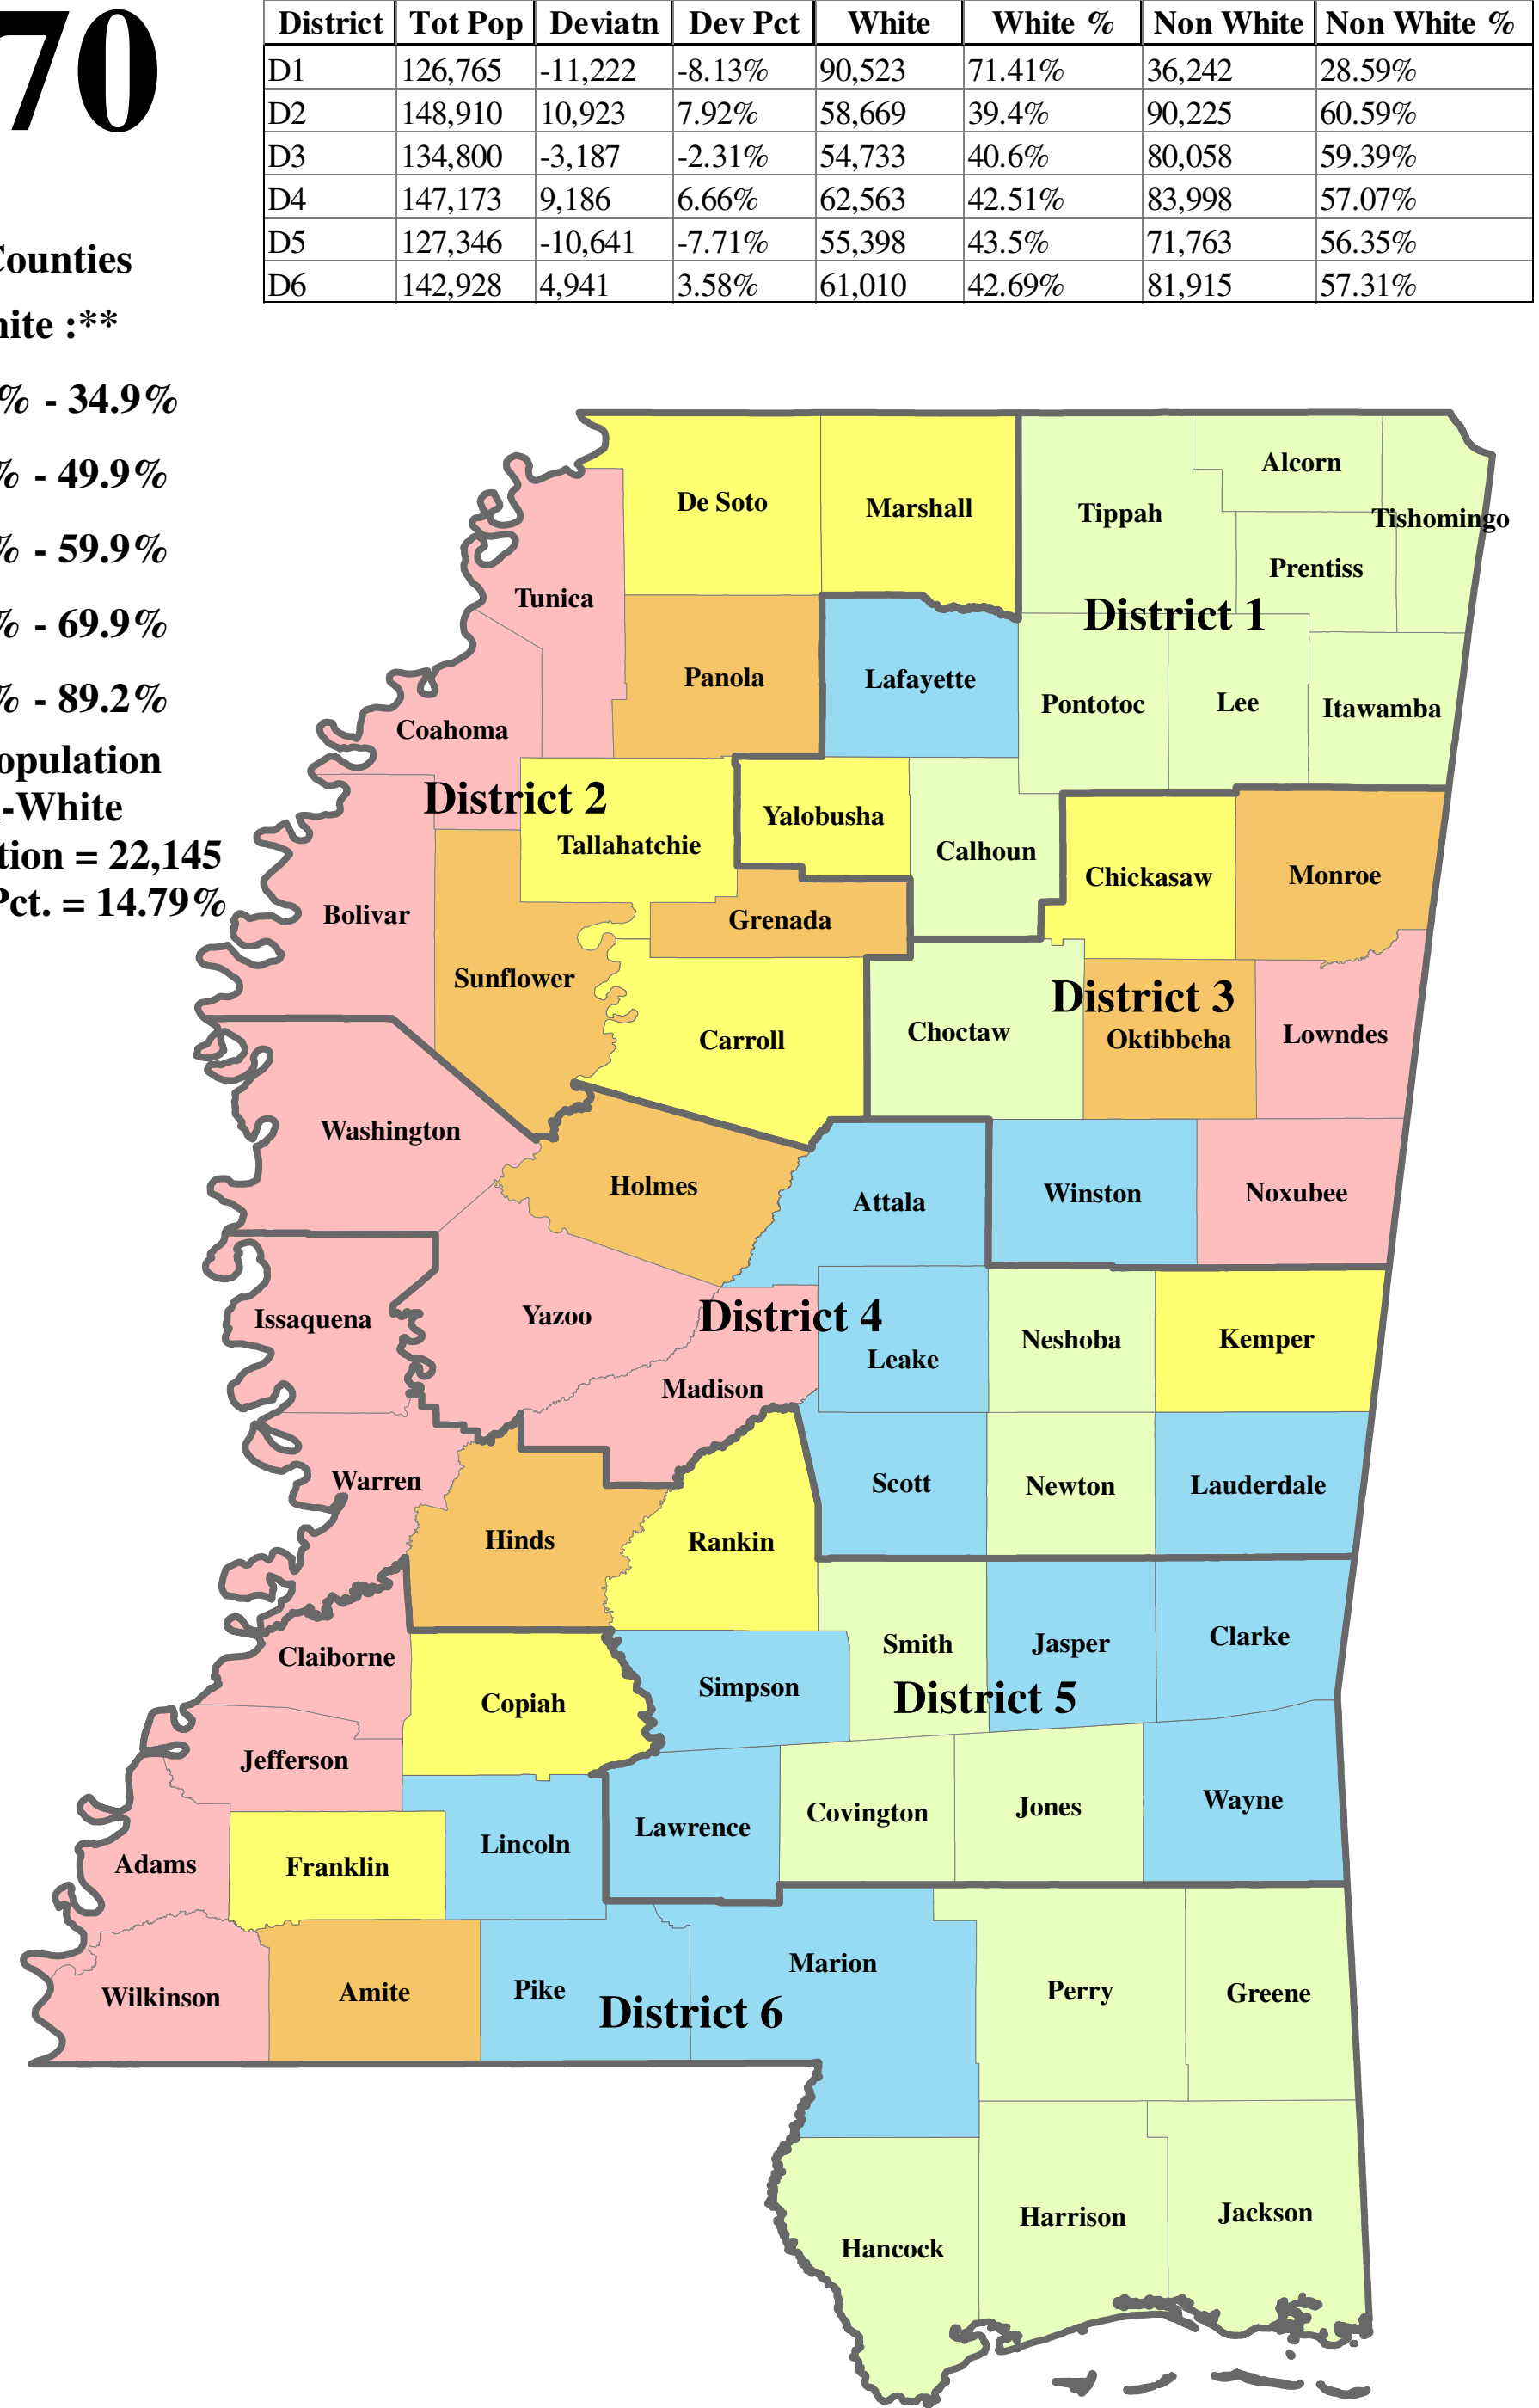 70
District Tot Pop Deviatn Dev Pct White White % Non White Non White %
D1 126,765 -11,222 -8.13% 90,523 71.41% 36,242 28.59%
D2 148,910 10,923 7.92% 58,669 39.4% 90,225 60.59%
D3 134,800 -3,187 -2.31% 54,733 40.6% 80,058 59.39%
D4 147,173 9,186 6.66% 62,563 42.51% 83,998 57.07%
D5 127,346 -10,641 -7.71% 55,398 43.5% 71,763 56.35%
D6 142,928 4,941 3.58% 61,010 42.69% 81,915 57.31%
Counties
ite :**
% - 34.9%
% - 49.9%
% - 59.9%
% - 69.9%
% - 89.2%
opulation
-White
tion = 22,145
Pct. = 14.79%
Alcorn
De Soto
Marshall
Tippah
Tishomingo
Prentiss
Tunica
District 1
Panola
Lafayette
Pontotoc
Lee
Itawamba
Coahoma
District 2
Yalobusha
Tallahatchie
Calhoun
Chickasaw
Monroe
Bolivar
Grenada
Sunflower
District 3
Carroll
Choctaw
Oktibbeha
Lowndes
Washington
Holmes
Attala
Winston
Noxubee
Issaquena
Yazoo
District 4
Neshoba
Kemper
Leake
Madison
Warren
Scott
Newton
Lauderdale
Hinds
Rankin
Claiborne
Smith
Jasper
Clarke
Copiah
Simpson
District 5
Jefferson
Lawrence
Covington
Jones
Wayne
Adams
Franklin
Lincoln
Marion
Wilkinson
Amite
Pike
District 6
Perry
Greene
Hancock
Harrison
Jackson